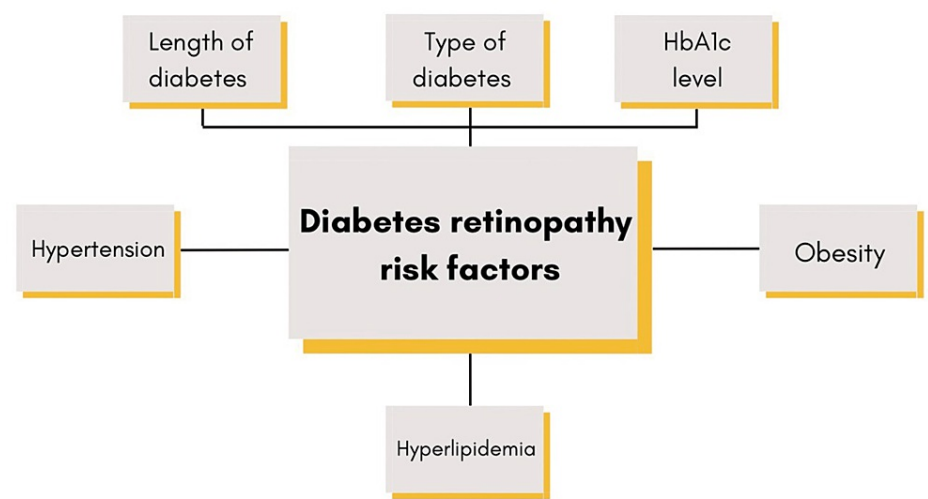 Length of
diabetes
Type of
diabetes
HbA1c
level
Diabetes retinopathy
risk factors
Hypertension
Obesity
Hyperlipidemia